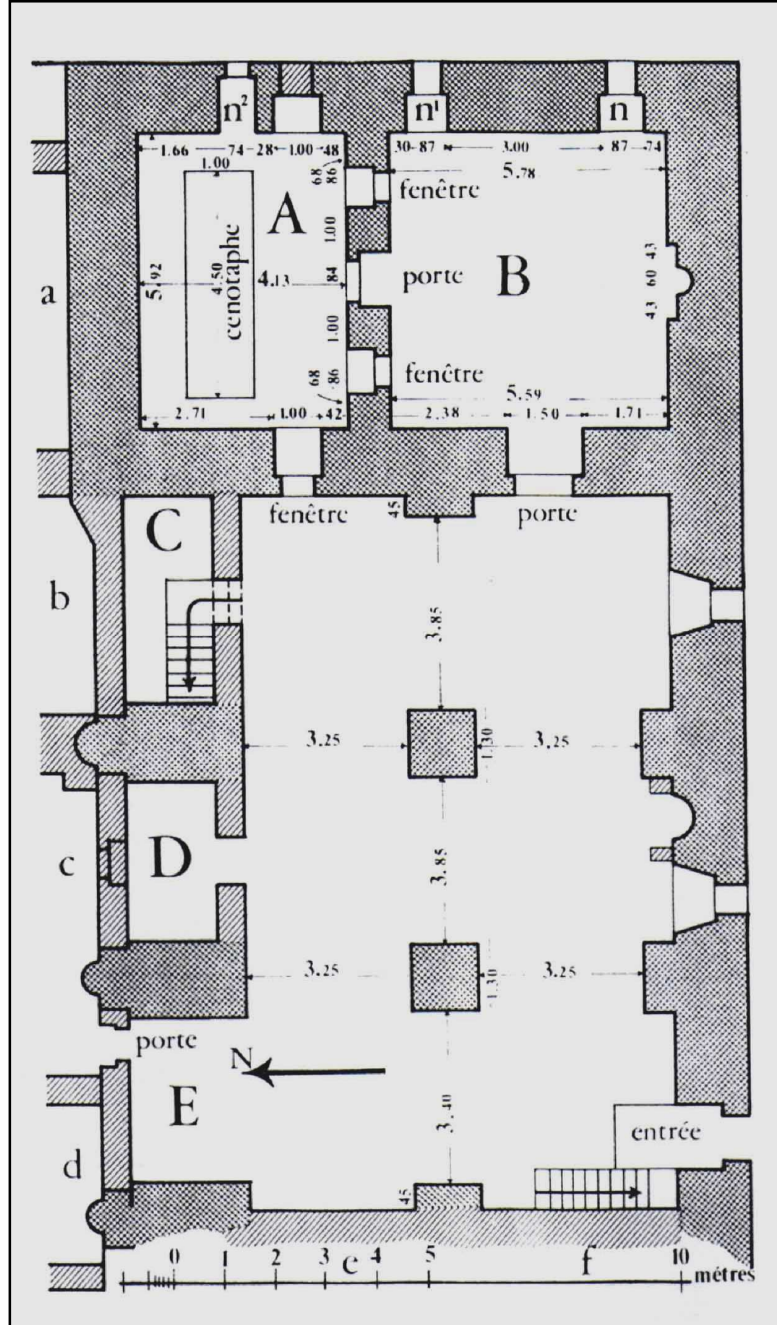 n² n¹ n
1.66 74 28 1.00 48 30 87 3.00 87 74
1.00 5.78
68 86
fenêtre
A
a 5.92 4.50 cenotaphe 4.13 1.00 84 1.00 porte B 43 60 43
fenêtre
68 86
5.59
2.71 1.00 42 2.38 1.50 1.71
C fenêtre 45 porte
b
3.85
3.25 1.30 3,25
c D
3.85
3.25 1.30 3.25
porte
N
E
3.40 entrée
d
45
0 1 2 3 e 4 5 f 10 métres